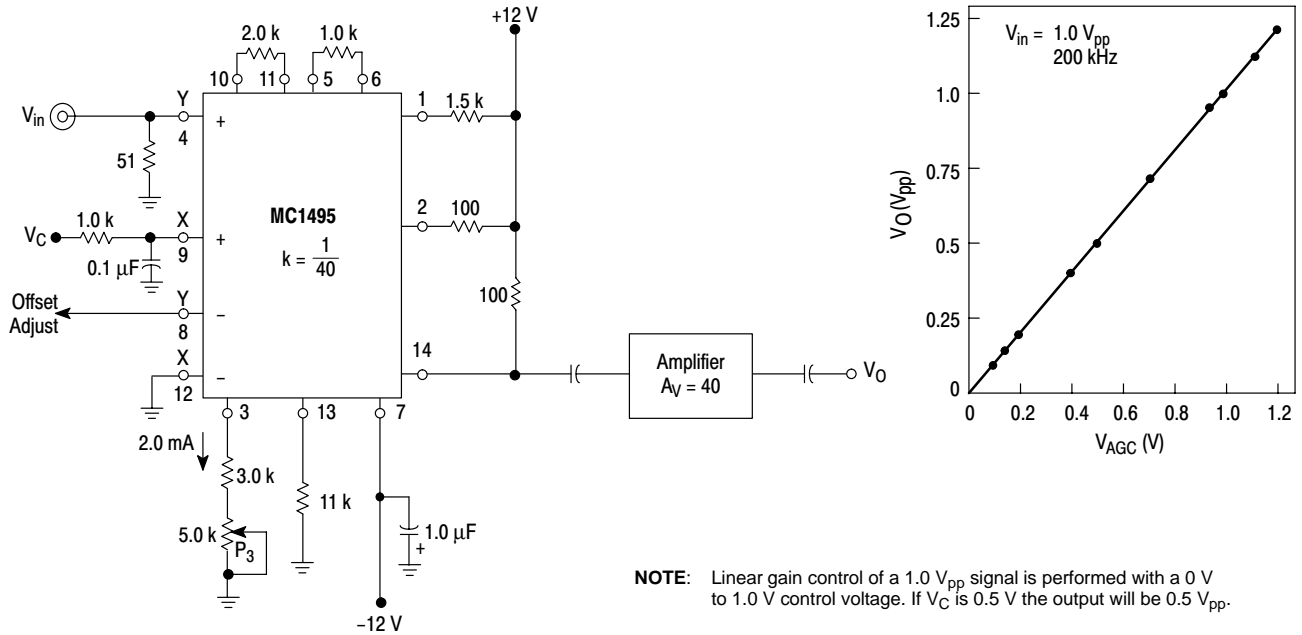 +12 V
2.0 k
1.0 k
10
11
5
6
V_in
Y
4
+
1
1.5 k
51
MC1495
k = 1/40
2
100
V_C
1.0 k
X
9
+
0.1 µF
100
Offset
Adjust
Y
8
–
X
12
–
14
Amplifier
A_V = 40
V_O
3
13
7
2.0 mA
3.0 k
11 k
5.0 k
P_3
1.0 µF
+
–12 V
V_in = 1.0 V_pp
200 kHz
V_O (V_pp)
1.25
1.0
0.75
0.5
0.25
0
0 0.2 0.4 0.6 0.8 1.0 1.2
V_AGC (V)
NOTE: Linear gain control of a 1.0 V_pp signal is performed with a 0 V
to 1.0 V control voltage. If V_C is 0.5 V the output will be 0.5 V_pp.